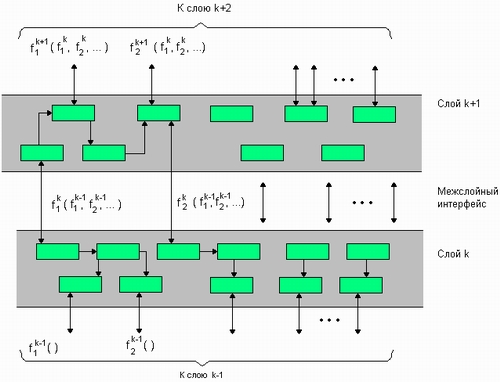 К слою k+2
f₁ᵏ⁺¹ ( f₁ᵏ, f₂ᵏ, ...)
f₂ᵏ⁺¹ ( f₁ᵏ, f₂ᵏ, ...)
...
Слой k+1
f₁ᵏ ( f₁ᵏ⁻¹, f₂ᵏ⁻¹, ...)
f₂ᵏ ( f₁ᵏ⁻¹, f₂ᵏ⁻¹, ...)
...
Межслойный
интерфейс
Слой k
f₁ᵏ⁻¹( )
f₂ᵏ⁻¹( )
...
К слою k-1